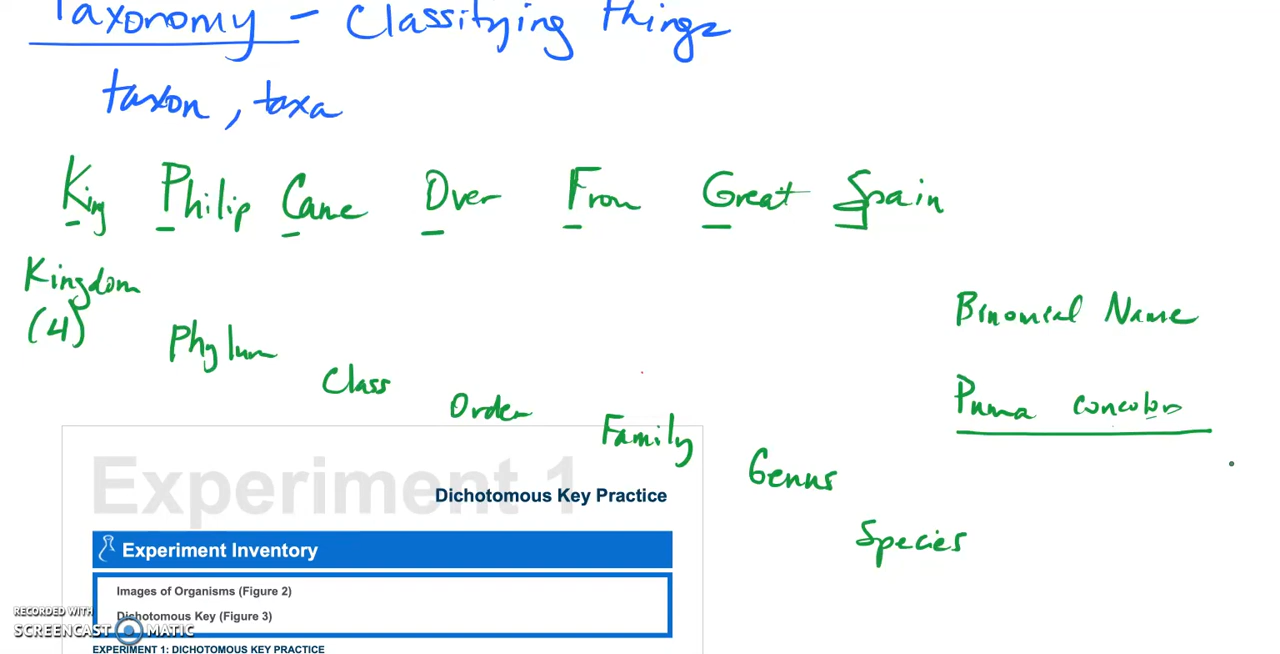 Taxonomy - Classifying things
taxon, taxa
King Philip Came Over From Great Spain
Kingdom
(4)
Phylum
Class
Order
Family
Genus
Species
Binomial Name
Puma concolor
Experiment 1
Dichotomous Key Practice
Experiment Inventory
Images of Organisms (Figure 2)
Dichotomous Key (Figure 3)
EXPERIMENT 1: DICHOTOMOUS KEY PRACTICE
RECORDED WITH
SCREENCAST MATIC